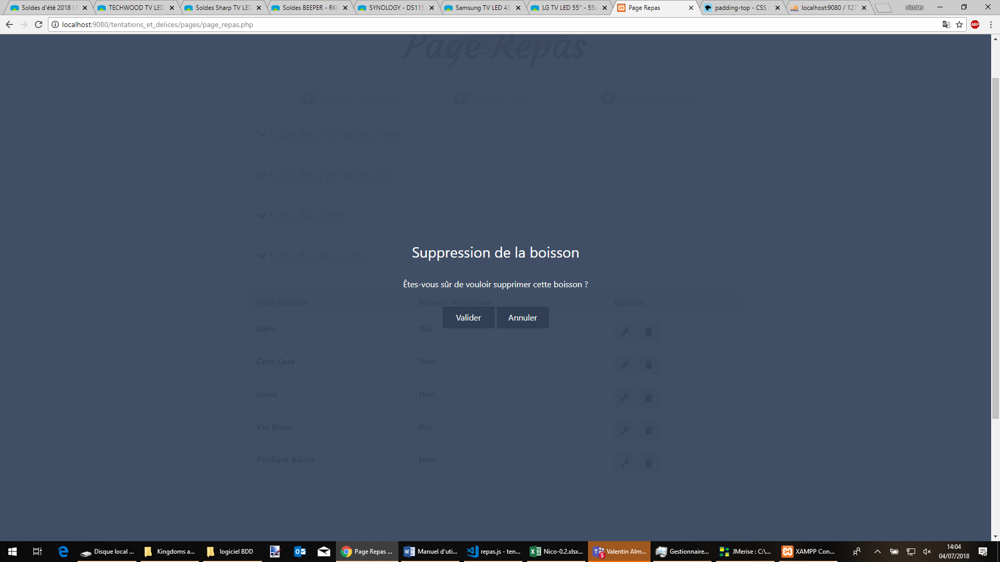 Soldes d'été 2018 ! F
TECHWOOD TV LED
Soldes Sharp TV LED
Soldes BEEPER - RKC
SYNOLOGY - DS115
Samsung TV LED 43
LG TV LED 55" - 55U
Page Repas
padding-top - CSS :
localhost:9080 / 127
nicolas
localhost:9080/tentations_et_delices/pages/page_repas.php
ABP
Page Repas
Ajouter Formule
Ajouter Plat
Ajouter Boisson
Liste des Formules Matin
Liste des Formules Soir
Liste des Plats
Liste des Boissons
Suppression de la boisson
Êtes-vous sûr de vouloir supprimer cette boisson ?
Valider
Annuler
Nom Boisson
Boisson Alcoolisée
Options
Bière
Oui
Coca Cola
Non
Oasis
Non
Vin Blanc
Oui
Pétillant Raisin
Non
Disque local ...
Kingdoms a...
logiciel BDD
Page Repas ...
Manuel d'uti...
repas.js - ten...
Nico-0.2.xlsx...
Valentin Alm...
Gestionnaire...
JMerise : C:\...
XAMPP Con...
14:04
04/07/2018